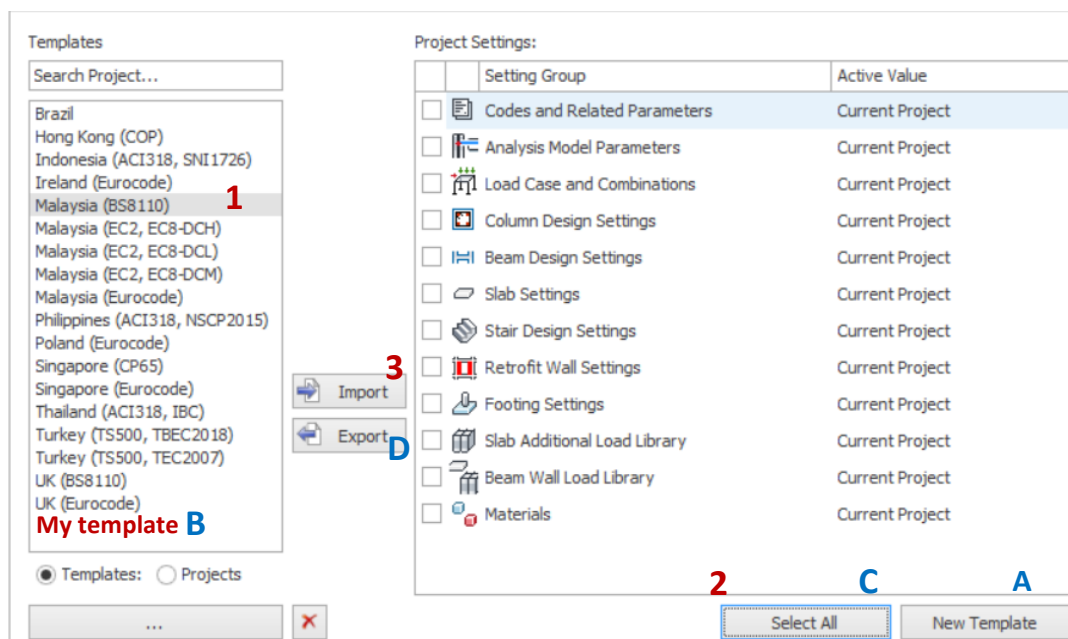 Templates
Search Project...
Brazil
Hong Kong (COP)
Indonesia (ACI318, SNI1726)
Ireland (Eurocode)
Malaysia (BS8110) 1
Malaysia (EC2, EC8-DCH)
Malaysia (EC2, EC8-DCL)
Malaysia (EC2, EC8-DCM)
Malaysia (Eurocode)
Philippines (ACI318, NSCP2015)
Poland (Eurocode)
Singapore (CP65)
Singapore (Eurocode)
Thailand (ACI318, IBC)
Turkey (TS500, TBEC2018)
Turkey (TS500, TEC2007)
UK (BS8110)
UK (Eurocode)
My template B
Templates: Projects
...
3
Import
Export
D
Project Settings:
Setting Group Active Value
Codes and Related Parameters Current Project
Analysis Model Parameters Current Project
Load Case and Combinations Current Project
Column Design Settings Current Project
Beam Design Settings Current Project
Slab Settings Current Project
Stair Design Settings Current Project
Retrofit Wall Settings Current Project
Footing Settings Current Project
Slab Additional Load Library Current Project
Beam Wall Load Library Current Project
Materials Current Project
2 C A
Select All New Template